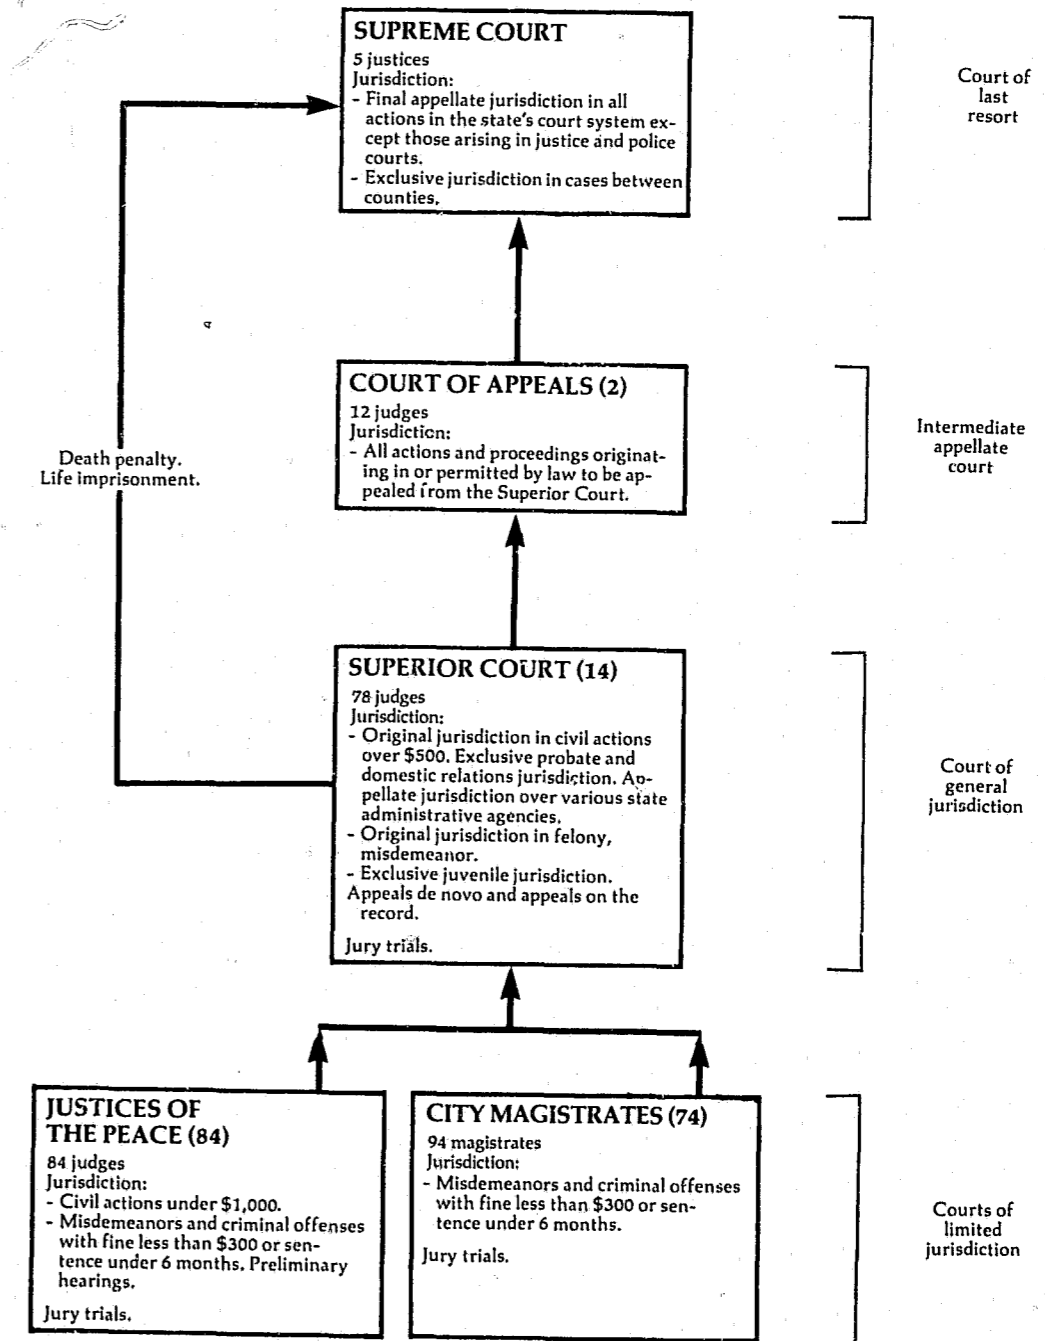 SUPREME COURT
5 justices
Jurisdiction:
- Final appellate jurisdiction in all
actions in the state's court system ex-
cept those arising in justice and police
courts.
- Exclusive jurisdiction in cases between
counties.
Court of
last
resort
COURT OF APPEALS (2)
12 judges
Jurisdiction:
- All actions and proceedings originat-
ing in or permitted by law to be ap-
pealed from the Superior Court.
Intermediate
appellate
court
Death penalty.
Life imprisonment.
SUPERIOR COURT (14)
78 judges
Jurisdiction:
- Original jurisdiction in civil actions
over $500. Exclusive probate and
domestic relations jurisdiction. Ap-
pellate jurisdiction over various state
administrative agencies.
- Original jurisdiction in felony,
misdemeanor.
- Exclusive juvenile jurisdiction.
Appeals de novo and appeals on the
record.
Jury trials.
Court of
general
jurisdiction
JUSTICES OF
THE PEACE (84)
84 judges
Jurisdiction:
- Civil actions under $1,000.
- Misdemeanors and criminal offenses
with fine less than $300 or sen-
tence under 6 months. Preliminary
hearings.
Jury trials.
CITY MAGISTRATES (74)
94 magistrates
Jurisdiction:
- Misdemeanors and criminal offenses
with fine less than $300 or sen-
tence under 6 months.
Jury trials.
Courts of
limited
jurisdiction